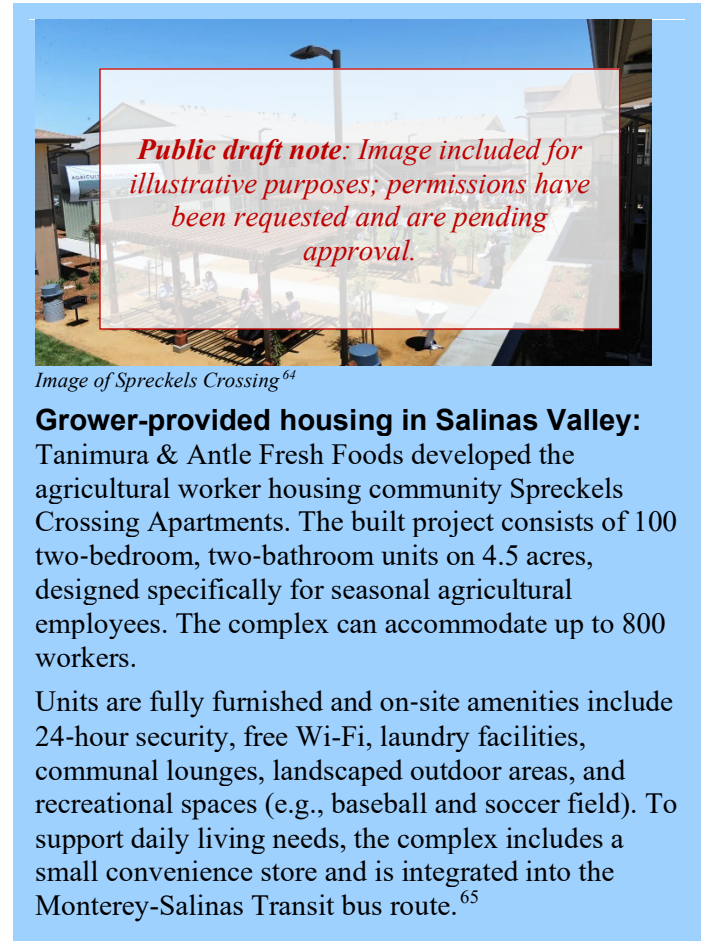 AGRICULTURE
Public draft note: Image included for
illustrative purposes; permissions have
been requested and are pending
approval.
Image of Spreckels Crossing 64
Grower-provided housing in Salinas Valley:
Tanimura & Antle Fresh Foods developed the
agricultural worker housing community Spreckels
Crossing Apartments. The built project consists of 100
two-bedroom, two-bathroom units on 4.5 acres,
designed specifically for seasonal agricultural
employees. The complex can accommodate up to 800
workers.
Units are fully furnished and on-site amenities include
24-hour security, free Wi-Fi, laundry facilities,
communal lounges, landscaped outdoor areas, and
recreational spaces (e.g., baseball and soccer field). To
support daily living needs, the complex includes a
small convenience store and is integrated into the
Monterey-Salinas Transit bus route.65